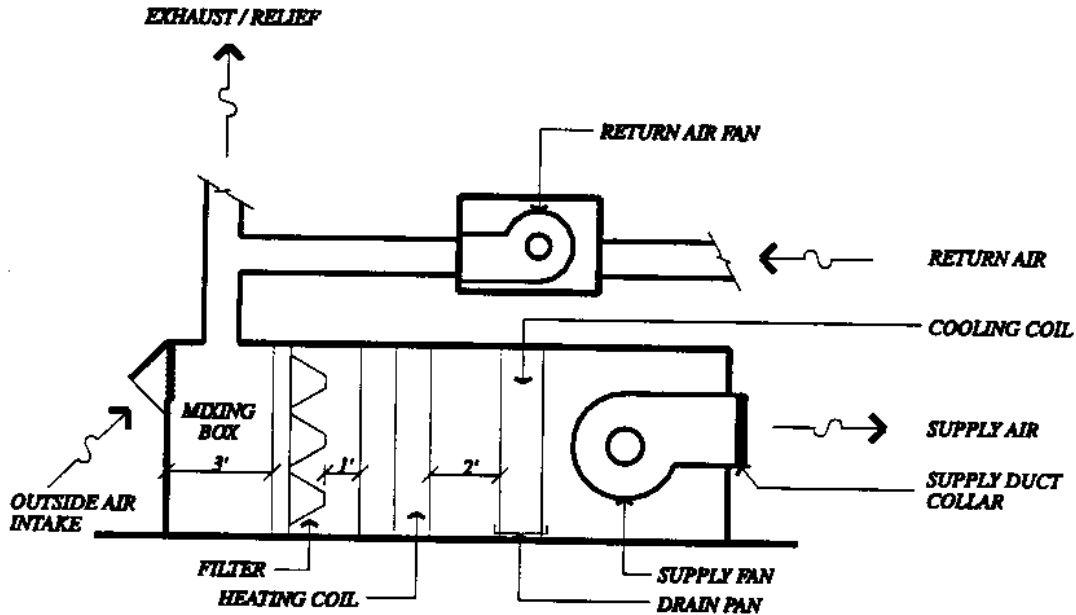 EXHAUST / RELIEF
RETURN AIR FAN
RETURN AIR
COOLING COIL
MIXING
BOX
3'
1'
2'
SUPPLY AIR
SUPPLY DUCT
COLLAR
OUTSIDE AIR
INTAKE
FILTER
HEATING COIL
SUPPLY FAN
DRAIN PAN